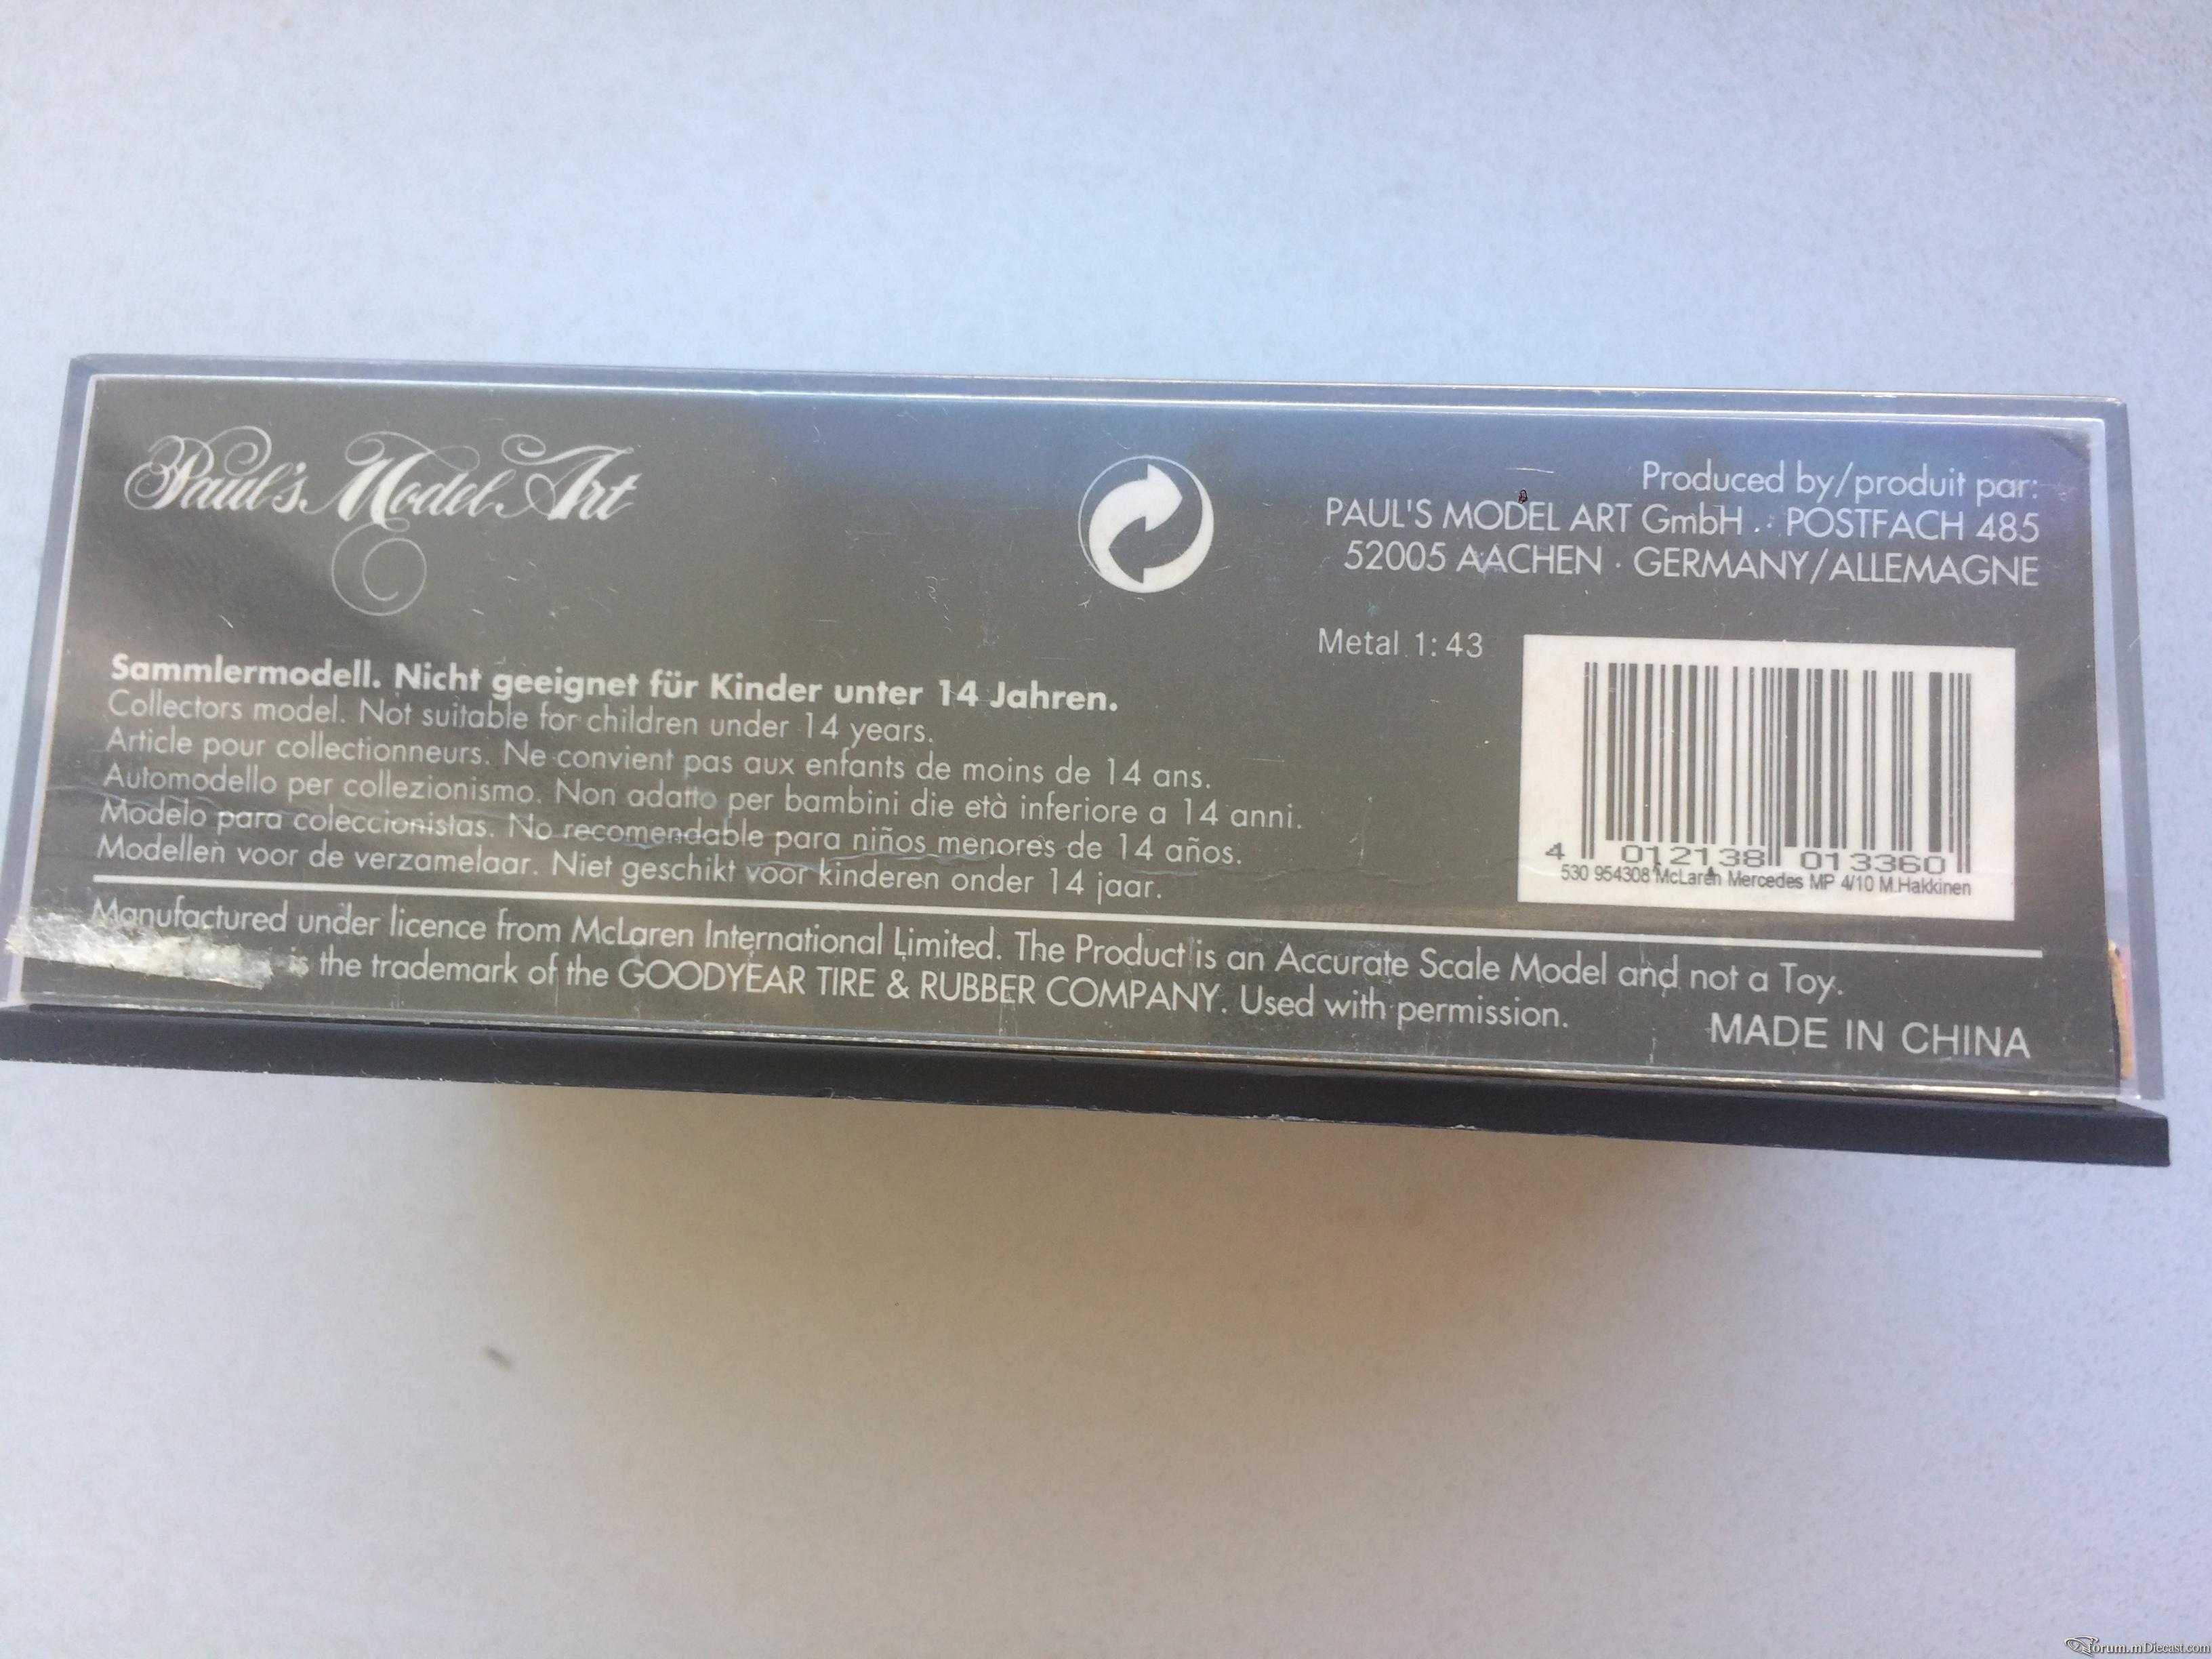 Paul's Model Art
Produced by/produit par:
PAUL'S MODEL ART GmbH · POSTFACH 485
52005 AACHEN · GERMANY/ALLEMAGNE
Metal 1:43
Sammlermodell. Nicht geeignet für Kinder unter 14 Jahren.
Collectors model. Not suitable for children under 14 years.
Article pour collectionneurs. Ne convient pas aux enfants de moins de 14 ans.
Automodello per collezionismo. Non adatto per bambini die età inferiore a 14 anni.
Modelo para coleccionistas. No recomendable para niños menores de 14 años.
Modellen voor de verzamelaar. Niet geschikt voor kinderen onder 14 jaar.
4 012138 013360
530 954308 McLaren Mercedes MP 4/10 M.Hakkinen
Manufactured under licence from McLaren International Limited. The Product is an Accurate Scale Model and not a Toy.
is the trademark of the GOODYEAR TIRE & RUBBER COMPANY. Used with permission.
MADE IN CHINA
forum.mDiecast.com